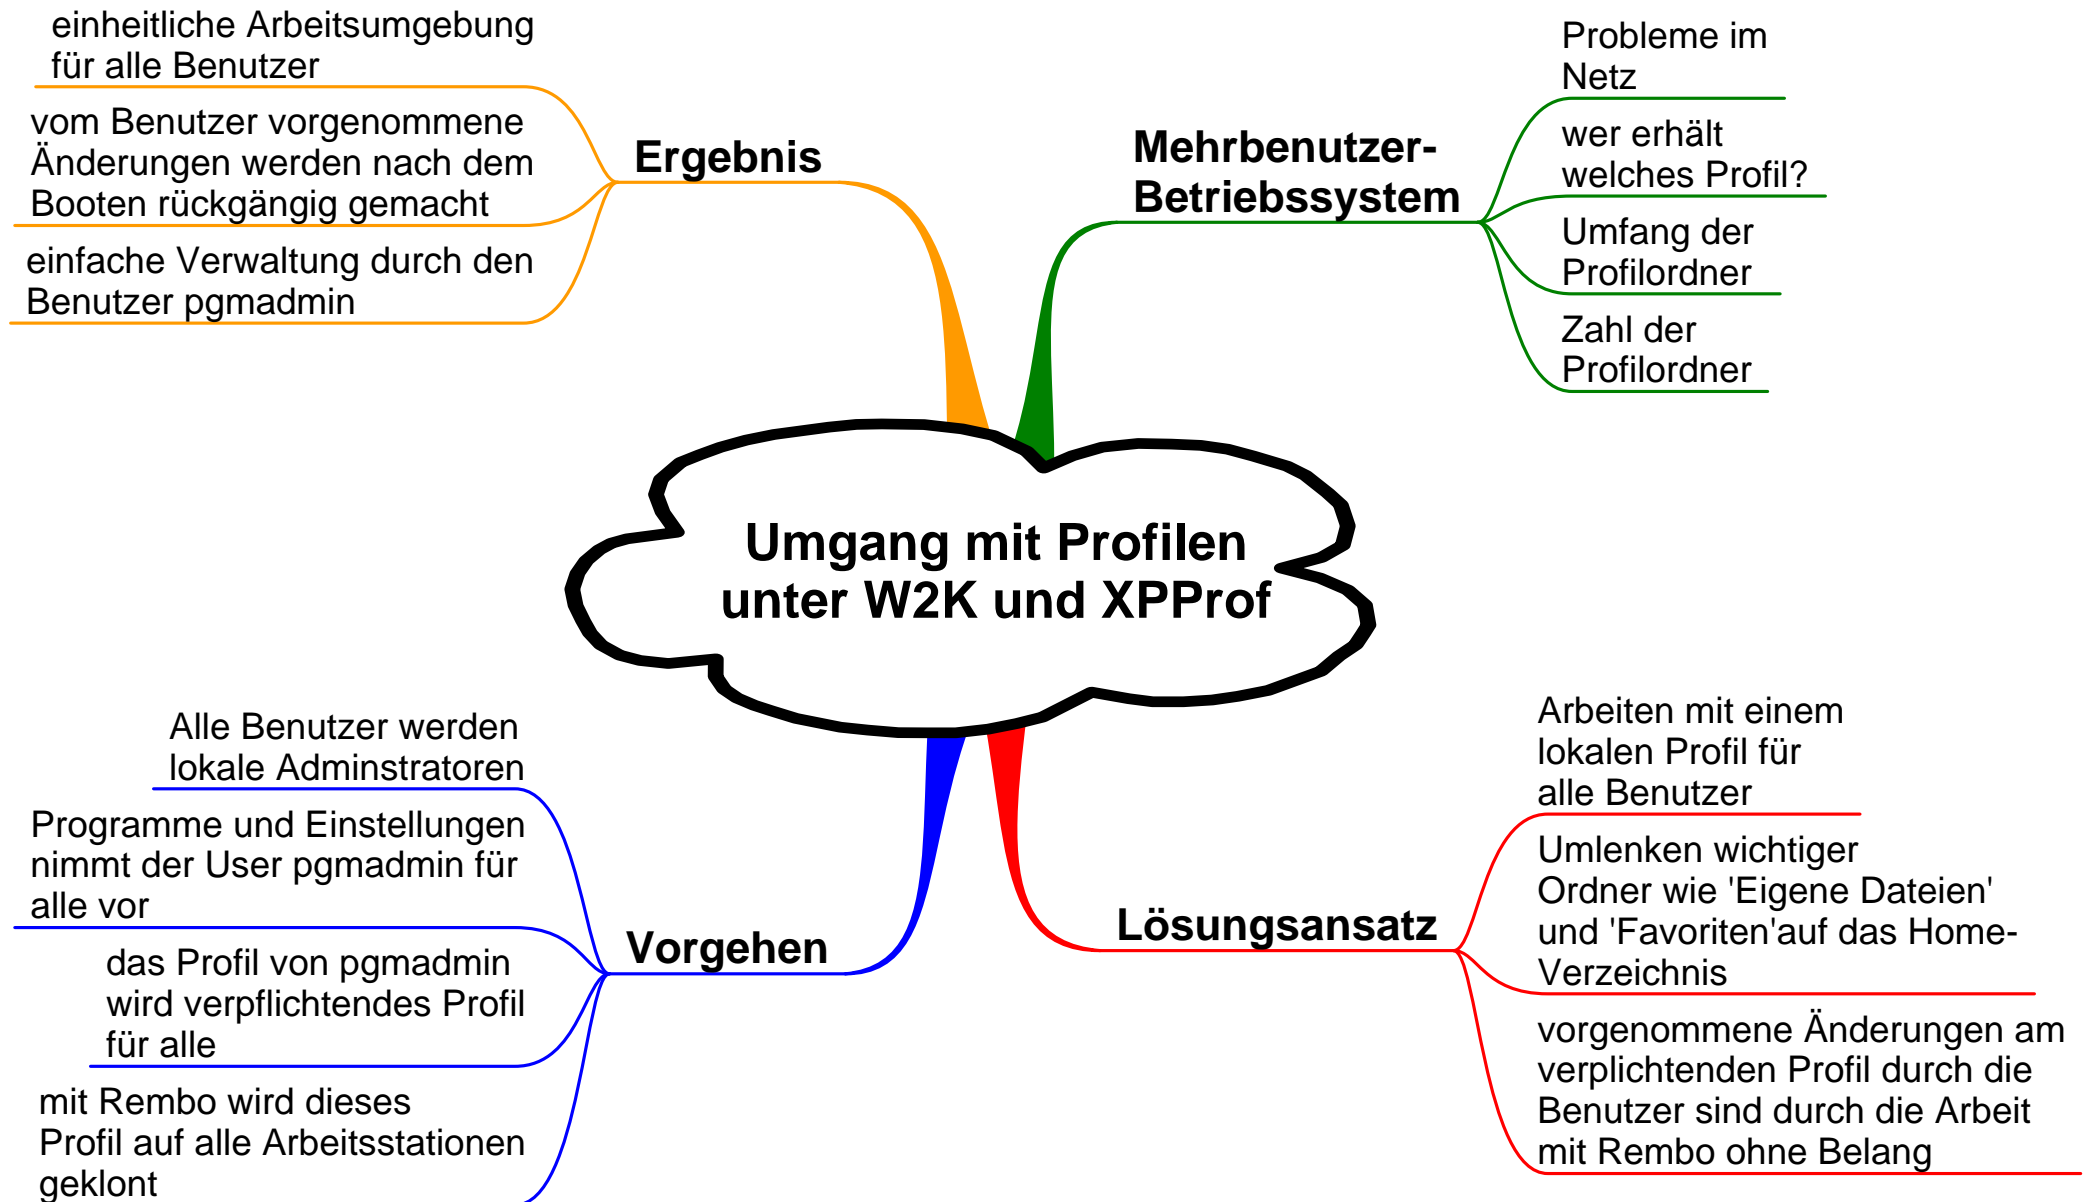 Umgang mit Profilen
unter W2K und XPProf
Mehrbenutzer-
Betriebssystem
Probleme im
Netz
wer erhält
welches Profil?
Umfang der
Profilordner
Zahl der
Profilordner
Lösungsansatz
Arbeiten mit einem
lokalen Profil für
alle Benutzer
Umlenken wichtiger
Ordner wie 'Eigene Dateien'
und 'Favoriten'auf das Home-
Verzeichnis
vorgenommene Änderungen am
verplichtenden Profil durch die
Benutzer sind durch die Arbeit
mit Rembo ohne Belang
Vorgehen
Alle Benutzer werden
lokale Adminstratoren
Programme und Einstellungen
nimmt der User pgmadmin für
alle vor
das Profil von pgmadmin
wird verpflichtendes Profil
für alle
mit Rembo wird dieses
Profil auf alle Arbeitsstationen
geklont
Ergebnis
einheitliche Arbeitsumgebung
für alle Benutzer
vom Benutzer vorgenommene
Änderungen werden nach dem
Booten rückgängig gemacht
einfache Verwaltung durch den
Benutzer pgmadmin